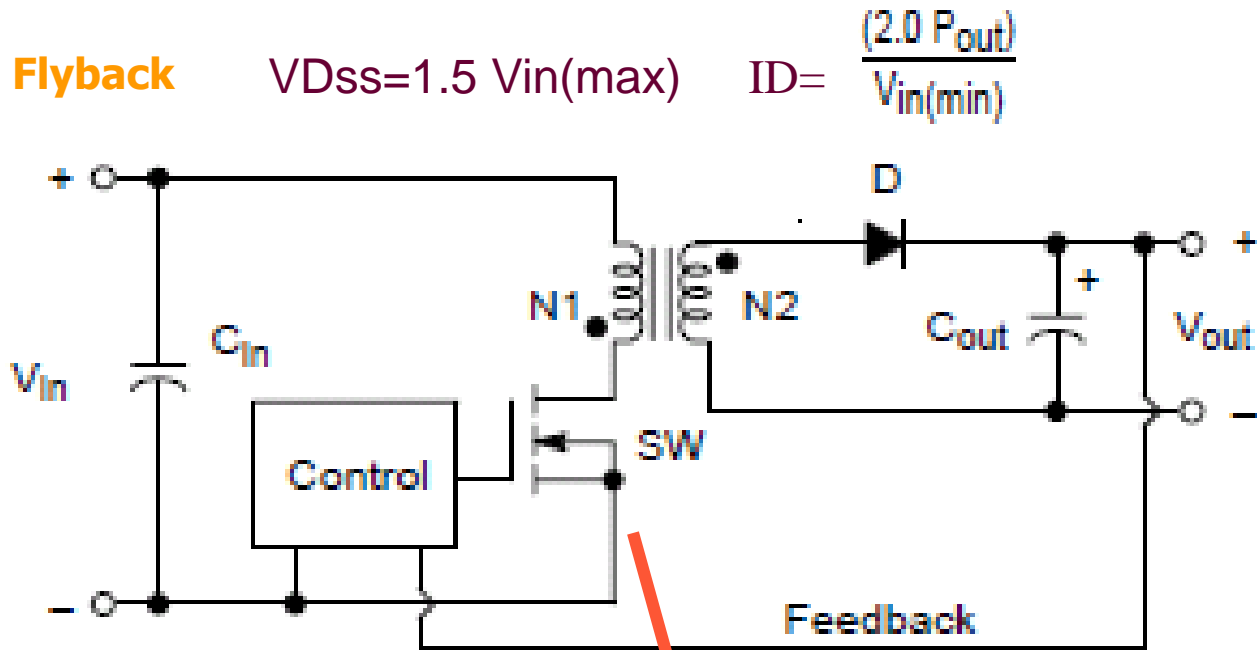 (2.0 Pout)
Flyback VDss=1.5 Vin(max) ID=
Vin(min)
+ D
+
N1 N2 +
Cin Cout Vout
Vin
SW
Control
−
− Feedback